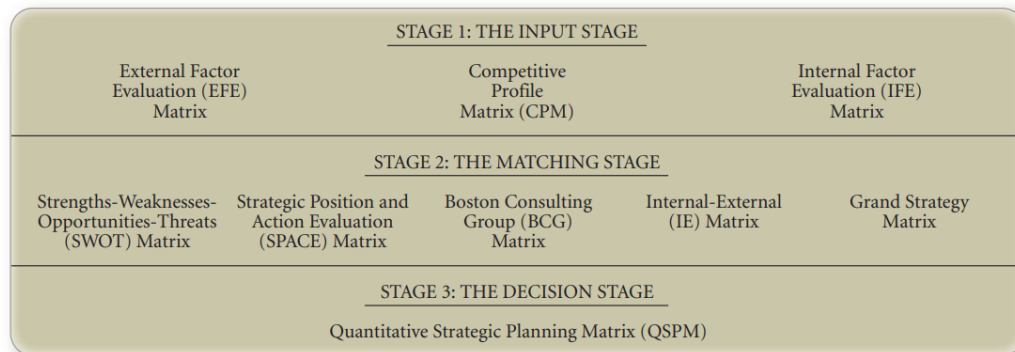 STAGE 1: THE INPUT STAGE
External Factor
Evaluation (EFE)
Matrix
Competitive
Profile
Matrix (CPM)
Internal Factor
Evaluation (IFE)
Matrix
STAGE 2: THE MATCHING STAGE
Strengths-Weaknesses-
Opportunities-Threats
(SWOT) Matrix
Strategic Position and
Action Evaluation
(SPACE) Matrix
Boston Consulting
Group (BCG)
Matrix
Internal-External
(IE) Matrix
Grand Strategy
Matrix
STAGE 3: THE DECISION STAGE
Quantitative Strategic Planning Matrix (QSPM)